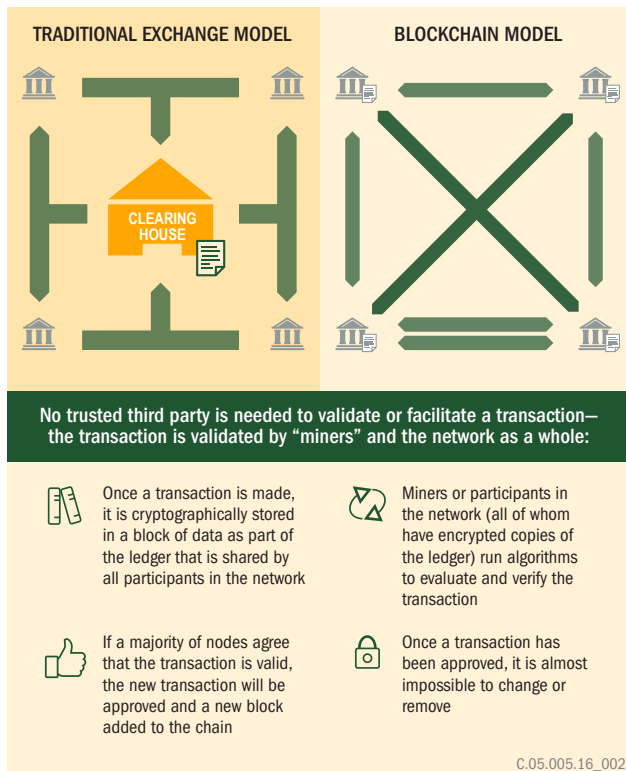 TRADITIONAL EXCHANGE MODEL
BLOCKCHAIN MODEL
CLEARING
HOUSE
No trusted third party is needed to validate or facilitate a transaction—
the transaction is validated by “miners” and the network as a whole:
Once a transaction is made,
it is cryptographically stored
in a block of data as part of
the ledger that is shared by
all participants in the network
Miners or participants in
the network (all of whom
have encrypted copies of
the ledger) run algorithms
to evaluate and verify the
transaction
If a majority of nodes agree
that the transaction is valid,
the new transaction will be
approved and a new block
added to the chain
Once a transaction has
been approved, it is almost
impossible to change or
remove
C.05.005.16_002